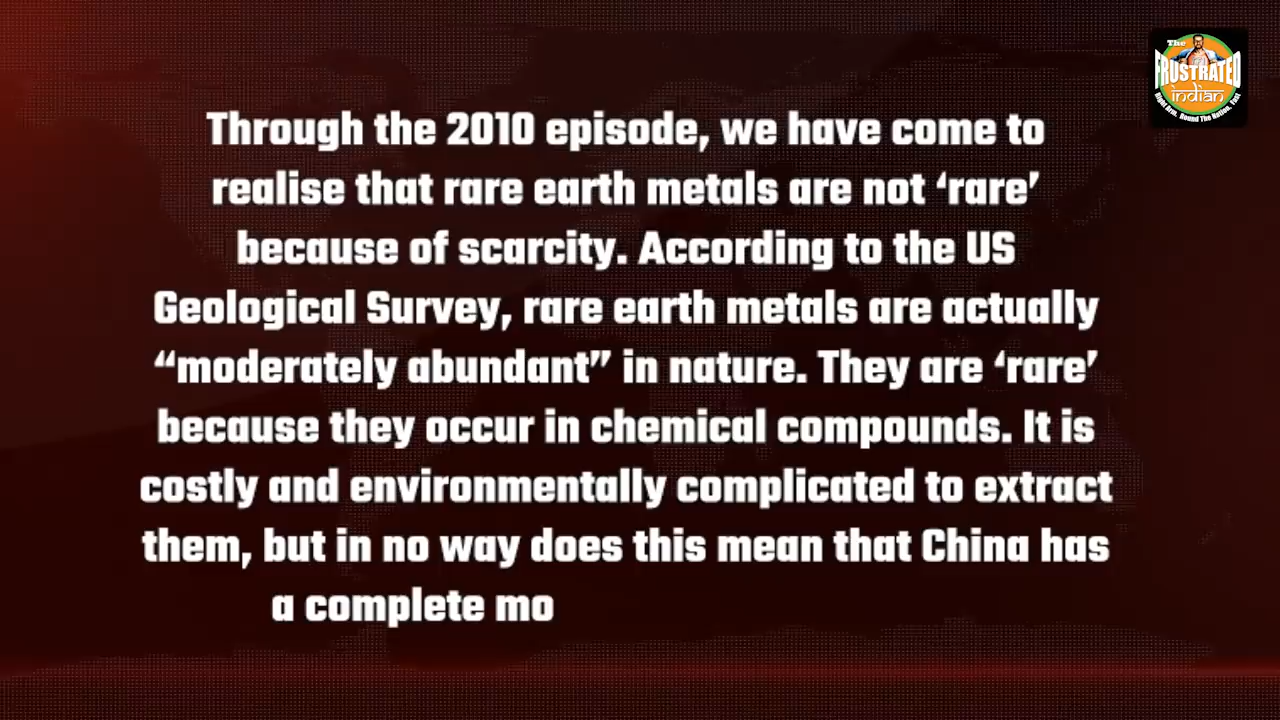 The
FRUSTRATED
indian
Through the 2010 episode, we have come to
realise that rare earth metals are not ‘rare’
because of scarcity. According to the US
Geological Survey, rare earth metals are actually
“moderately abundant” in nature. They are ‘rare’
because they occur in chemical compounds. It is
costly and environmentally complicated to extract
them, but in no way does this mean that China has
a complete mo